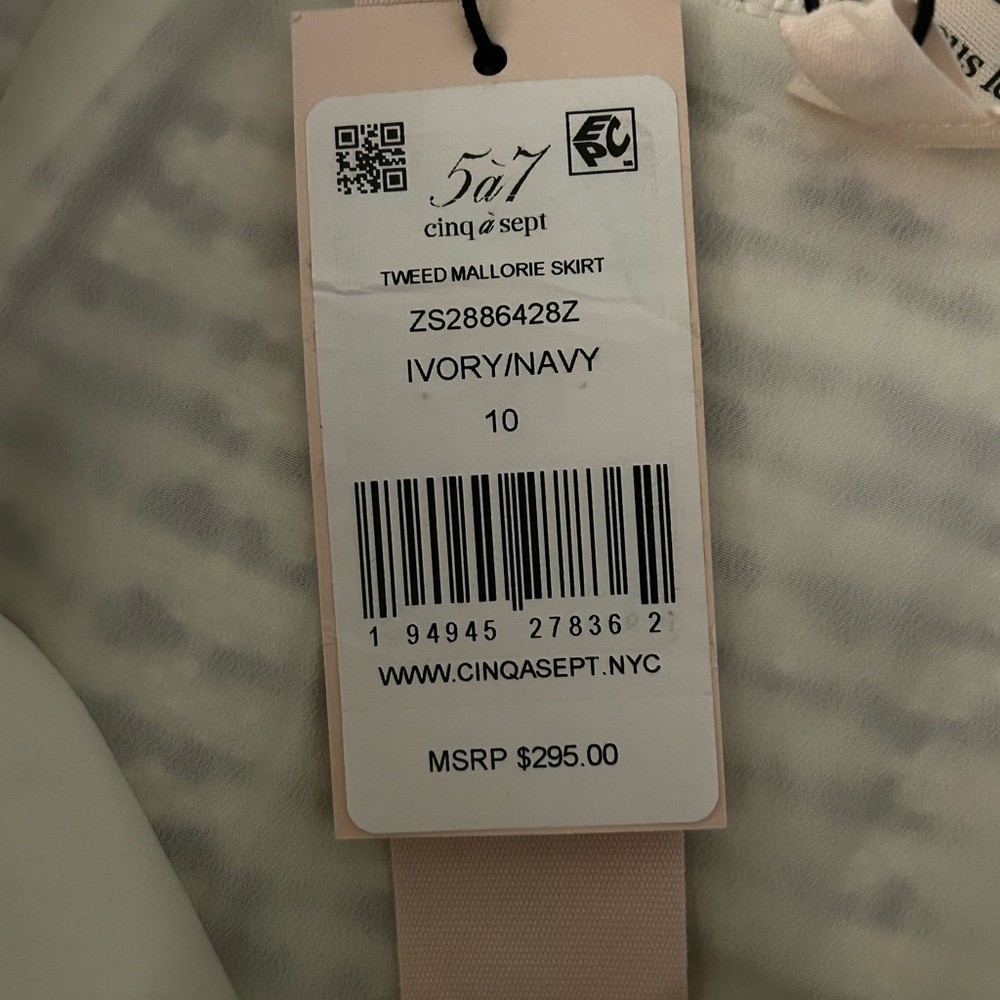 EPC
5à7
cinq à sept
TWEED MALLORIE SKIRT
ZS2886428Z
IVORY/NAVY
10
1 94945 27836 2
WWW.CINQASEPT.NYC
MSRP $295.00